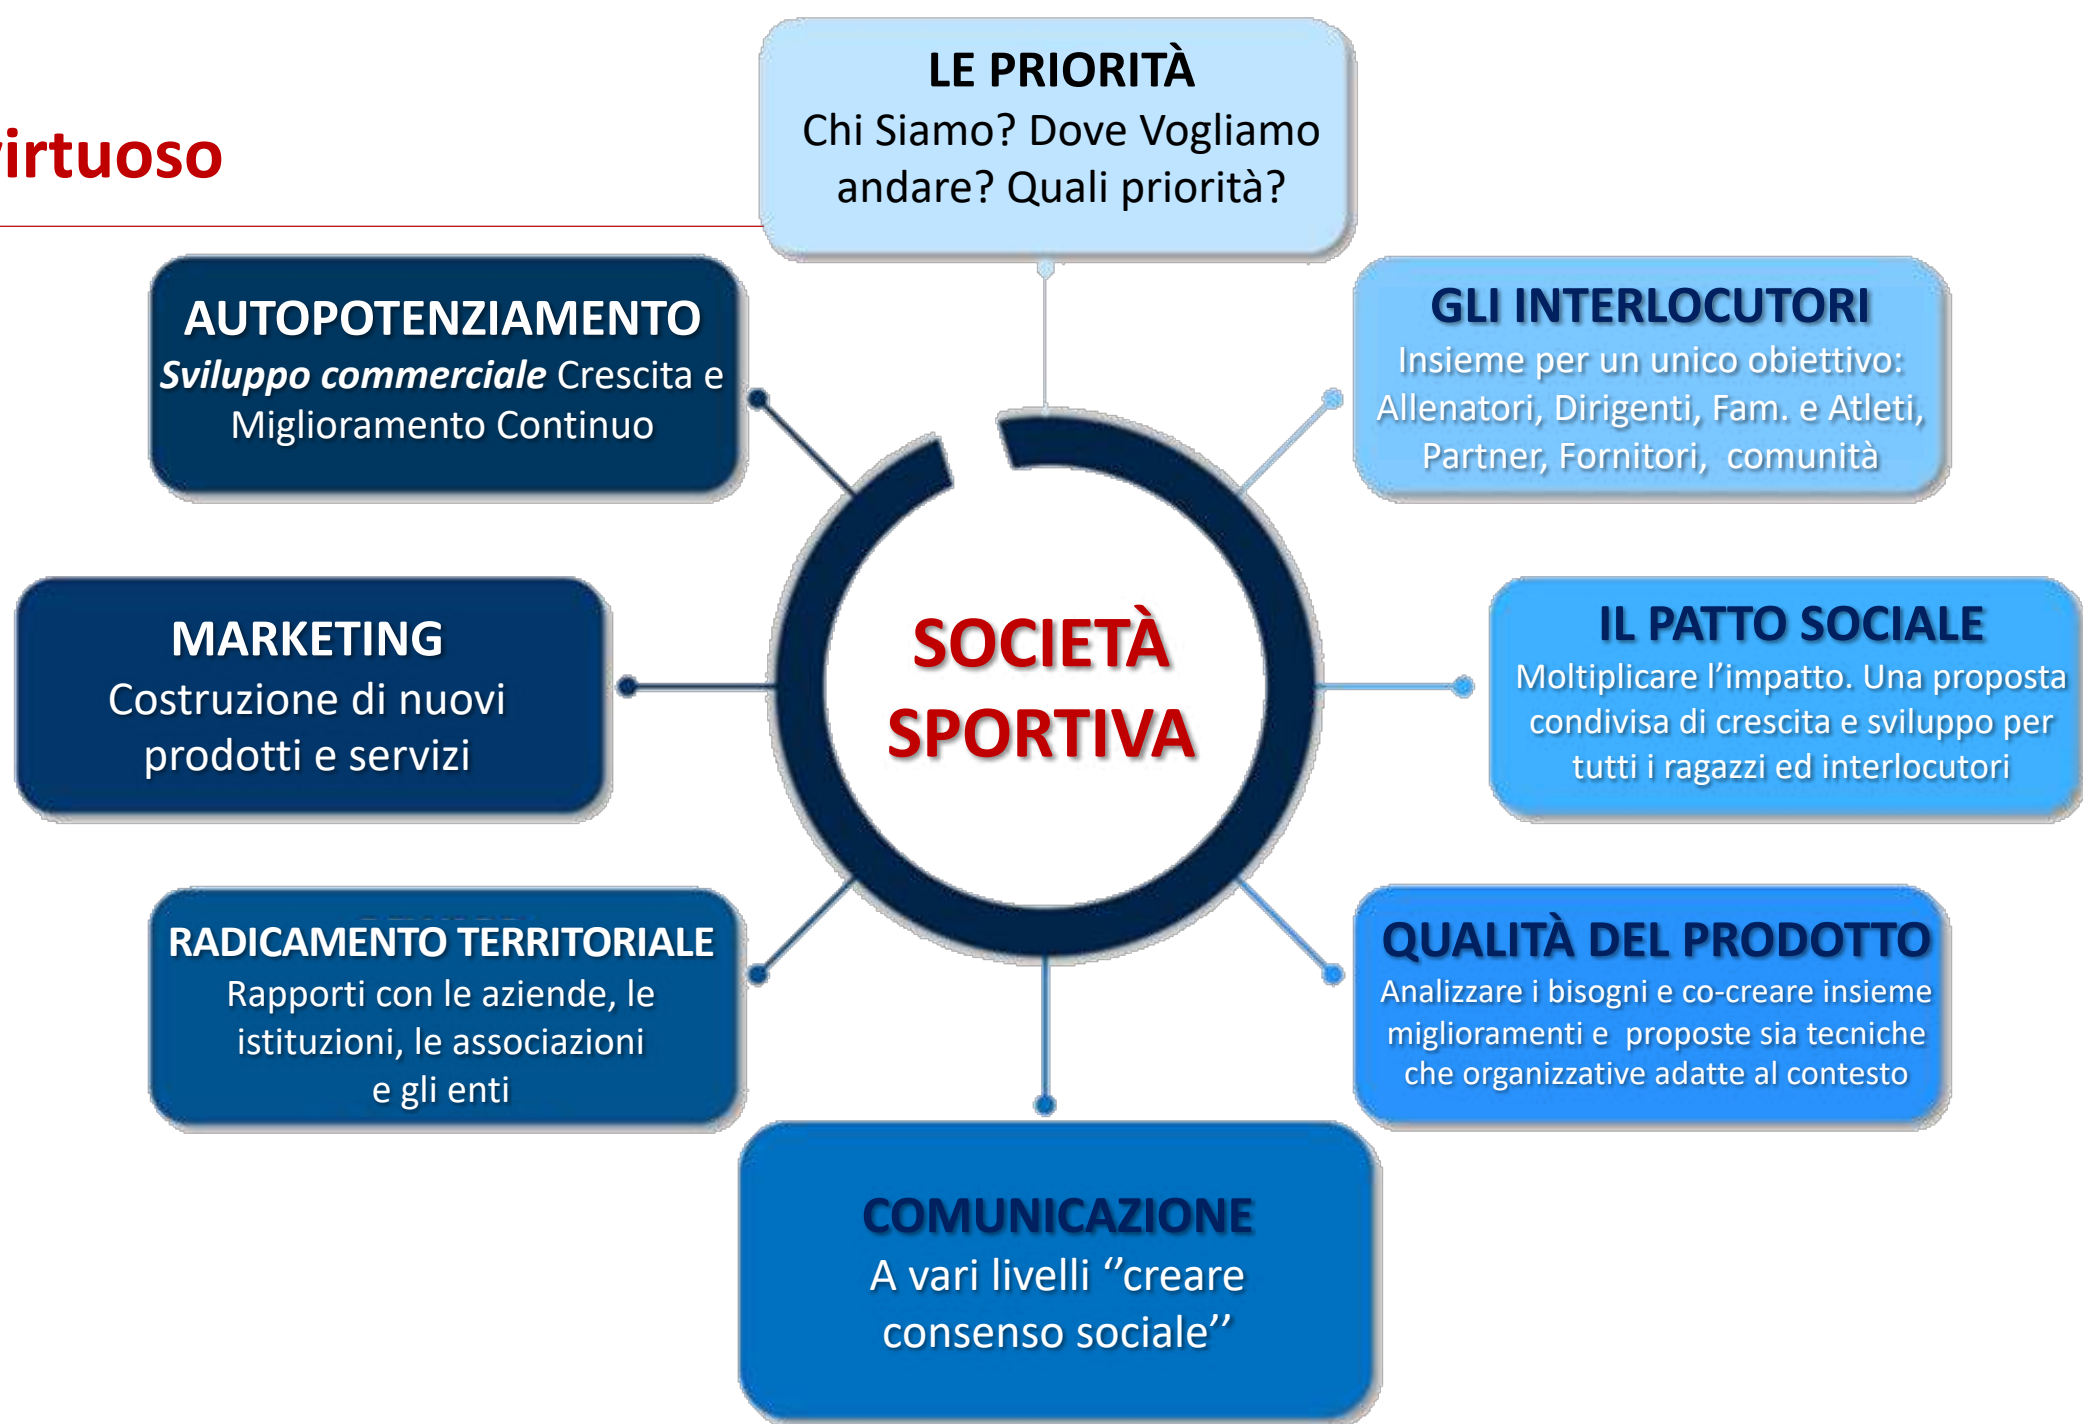 LE PRIORITÀ
Chi Siamo? Dove Vogliamo
andare? Quali priorità?
virtuoso
AUTOPOTENZIAMENTO
Sviluppo commerciale Crescita e
Miglioramento Continuo
GLI INTERLOCUTORI
Insieme per un unico obiettivo:
Allenatori, Dirigenti, Fam. e Atleti,
Partner, Fornitori, comunità
MARKETING
Costruzione di nuovi
prodotti e servizi
SOCIETÀ
SPORTIVA
IL PATTO SOCIALE
Moltiplicare l’impatto. Una proposta
condivisa di crescita e sviluppo per
tutti i ragazzi ed interlocutori
RADICAMENTO TERRITORIALE
Rapporti con le aziende, le
istituzioni, le associazioni
e gli enti
QUALITÀ DEL PRODOTTO
Analizzare i bisogni e co-creare insieme
miglioramenti e proposte sia tecniche
che organizzative adatte al contesto
COMUNICAZIONE
A vari livelli ‘’creare
consenso sociale’’